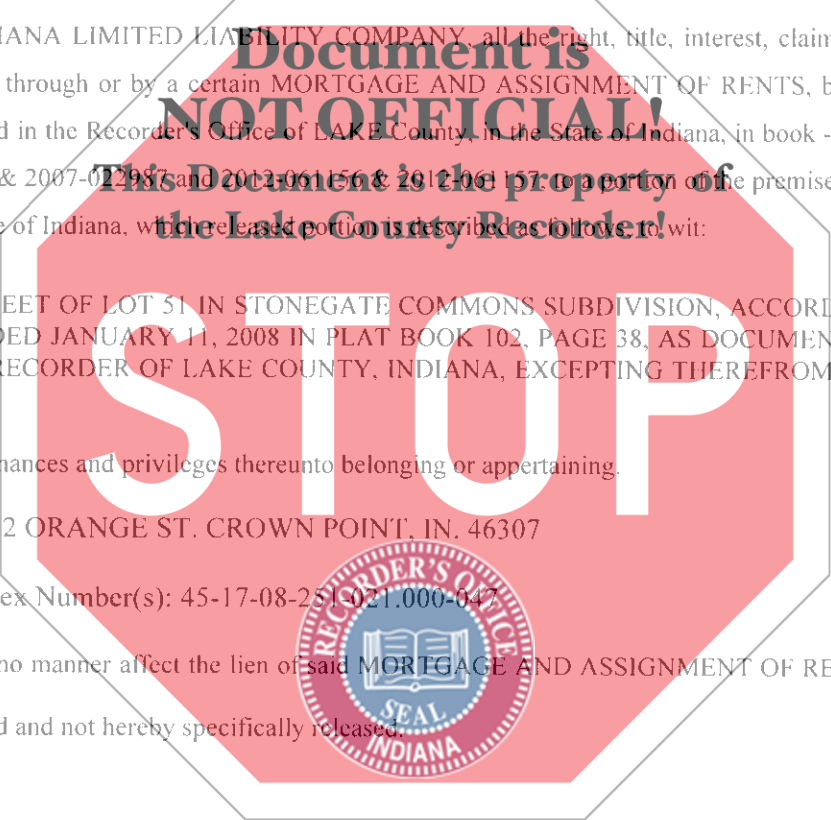 IANA LIMITED LIABILITY COMPANY, all the right, title, interest, claim
Document is
through or by a certain MORTGAGE AND ASSIGNMENT OF RENTS, b
NOT OFFICIAL!
d in the Recorder's Office of LAKE County, in the State of Indiana, in book -
This Document is the property of
& 2007-022987 and 2012-061156 & 2012-061157, to a portion of the premise
the Lake County Recorder!
e of Indiana, which released portion is described as follows, to wit:
EET OF LOT 51 IN STONEGATE COMMONS SUBDIVISION, ACCORD
DED JANUARY 11, 2008 IN PLAT BOOK 102, PAGE 38, AS DOCUMEN
RECORDER OF LAKE COUNTY, INDIANA, EXCEPTING THEREFROM
STOP
nances and privileges thereunto belonging or appertaining.
2 ORANGE ST. CROWN POINT, IN. 46307
ex Number(s): 45-17-08-251-021.000-047
RECORDER'S OFFICE
no manner affect the lien of said MORTGAGE AND ASSIGNMENT OF RE
SEAL
d and not hereby specifically released.
INDIANA